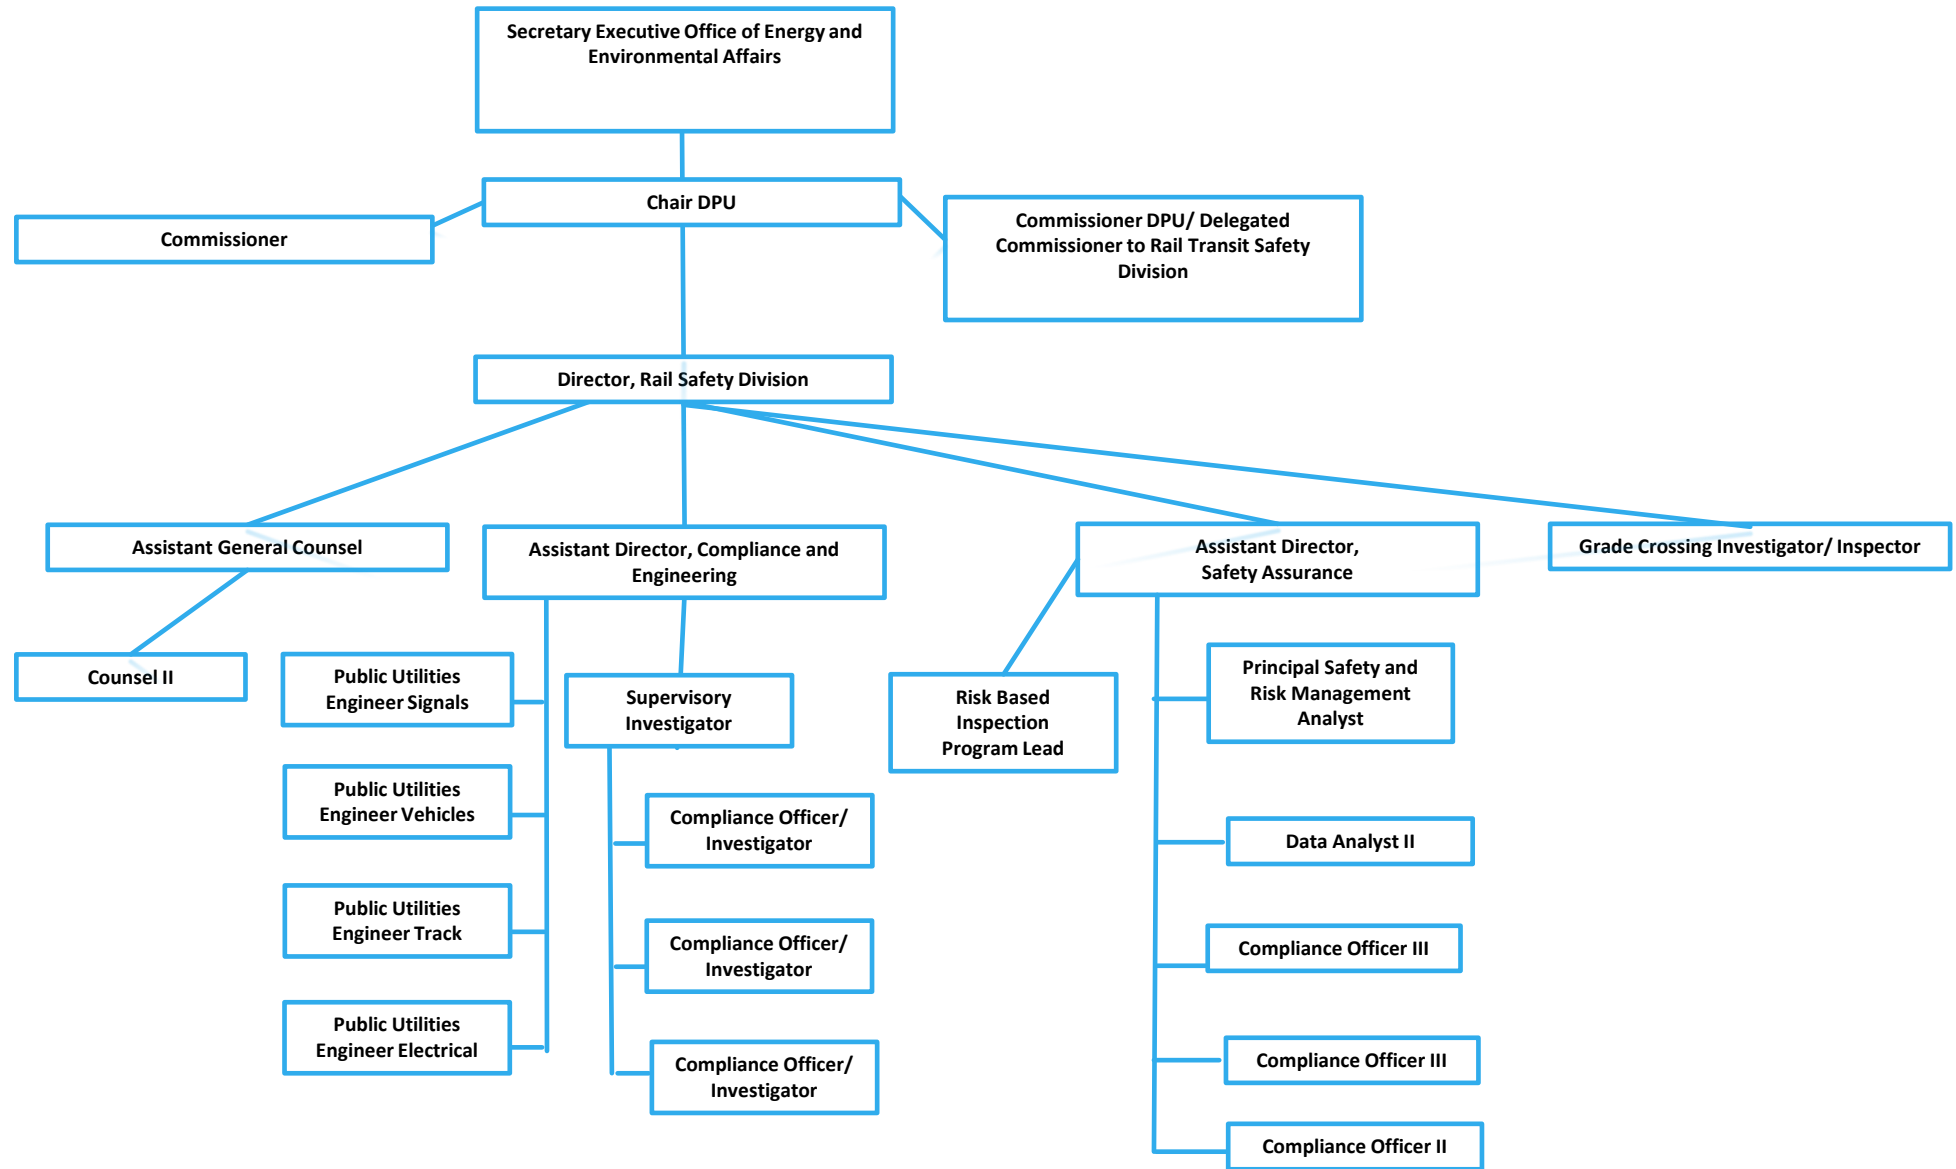 Secretary Executive Office of Energy and
Environmental Affairs
Chair DPU
Commissioner
Commissioner DPU/ Delegated
Commissioner to Rail Transit Safety
Division
Director, Rail Safety Division
Assistant General Counsel
Assistant Director, Compliance and
Engineering
Assistant Director,
Safety Assurance
Grade Crossing Investigator/ Inspector
Counsel II
Public Utilities
Engineer Signals
Public Utilities
Engineer Vehicles
Public Utilities
Engineer Track
Public Utilities
Engineer Electrical
Supervisory
Investigator
Compliance Officer/
Investigator
Compliance Officer/
Investigator
Compliance Officer/
Investigator
Risk Based
Inspection
Program Lead
Principal Safety and
Risk Management
Analyst
Data Analyst II
Compliance Officer III
Compliance Officer III
Compliance Officer II